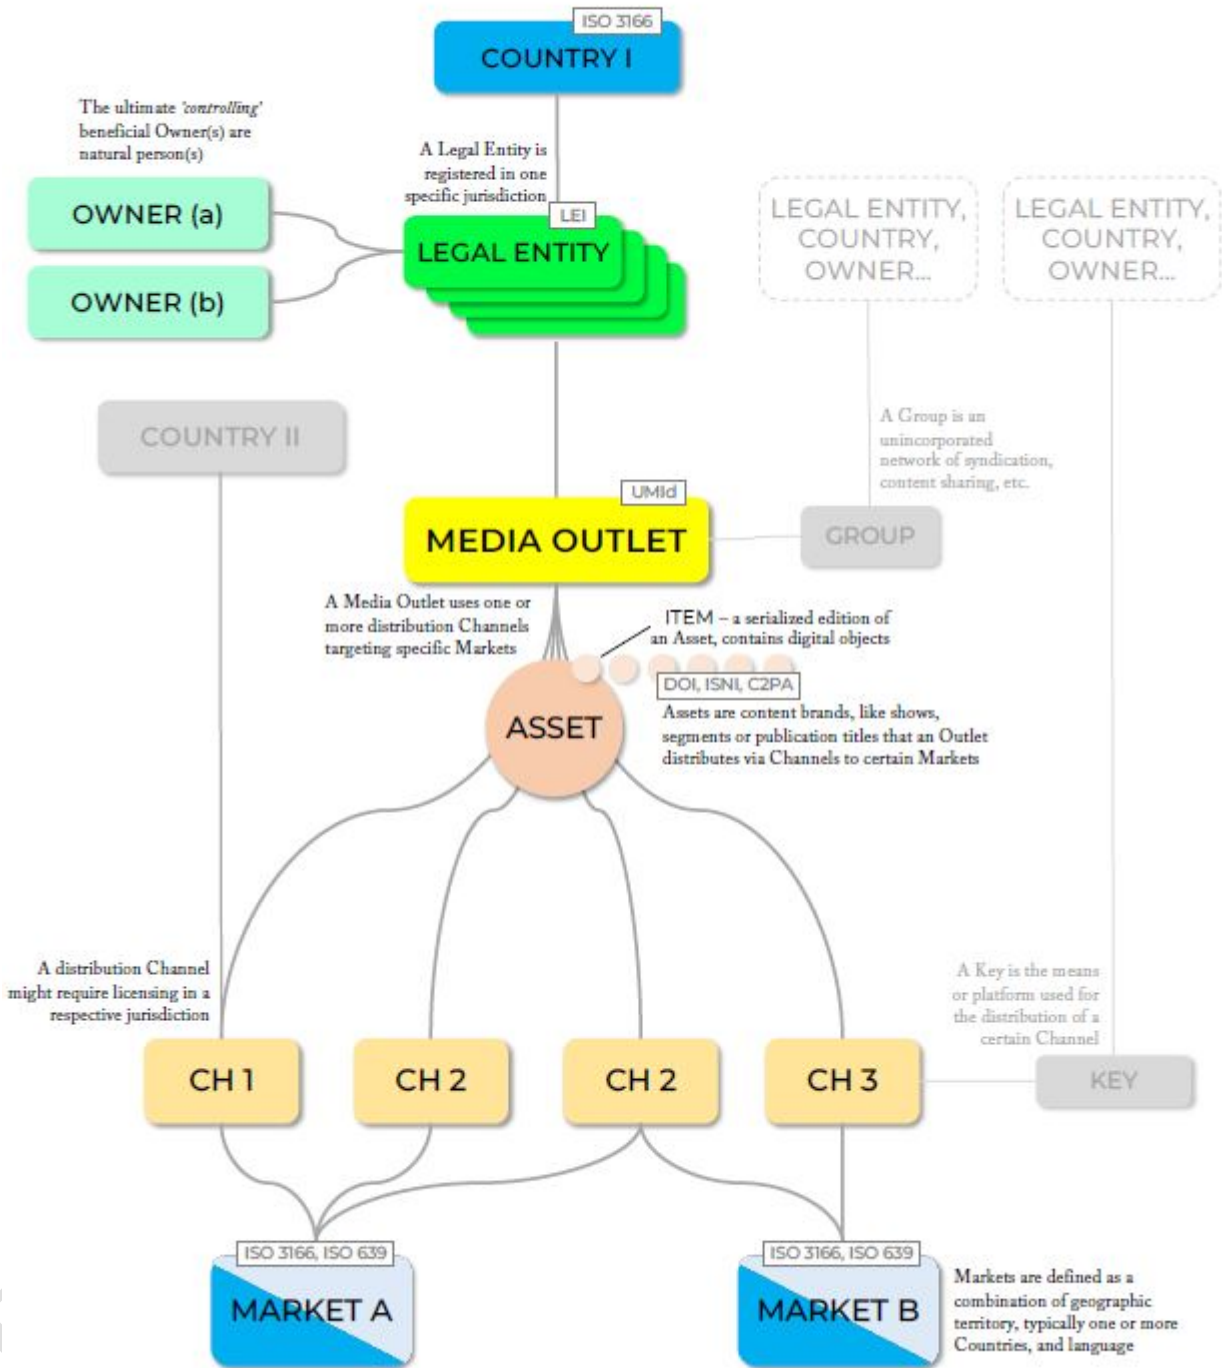 ISO 3166
COUNTRY I
The ultimate 'controlling'
beneficial Owner(s) are
natural person(s)
A Legal Entity is
registered in one
specific jurisdiction
OWNER (a)
OWNER (b)
LEI
LEGAL ENTITY
LEGAL ENTITY,
COUNTRY,
OWNER...
LEGAL ENTITY,
COUNTRY,
OWNER...
COUNTRY II
A Group is an
unincorporated
network of syndication,
content sharing, etc.
UMId
MEDIA OUTLET
GROUP
A Media Outlet uses one or
more distribution Channels
targeting specific Markets
ITEM – a serialized edition of
an Asset, contains digital objects
DOI, ISNI, C2PA
ASSET
Assets are content brands, like shows,
segments or publication titles that an Outlet
distributes via Channels to certain Markets
A distribution Channel
might require licensing in a
respective jurisdiction
A Key is the means
or platform used for
the distribution of a
certain Channel
CH 1
CH 2
CH 2
CH 3
KEY
ISO 3166, ISO 639
MARKET A
ISO 3166, ISO 639
MARKET B
Markets are defined as a
combination of geographic
territory, typically one or more
Countries, and language